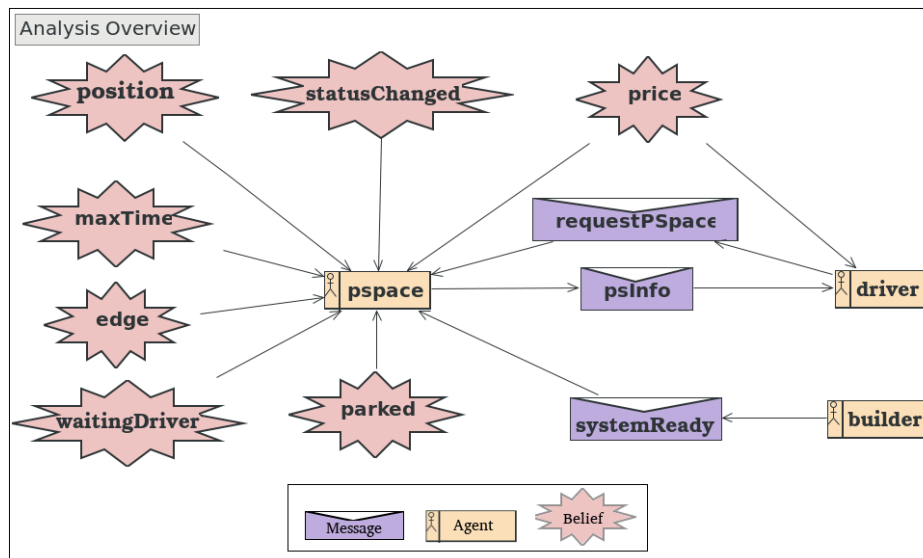 Analysis Overview
position
statusChanged
price
maxTime
requestPSpace
edge
pspace
psInfo
driver
waitingDriver
parked
systemReady
builder
Message
Agent
Belief